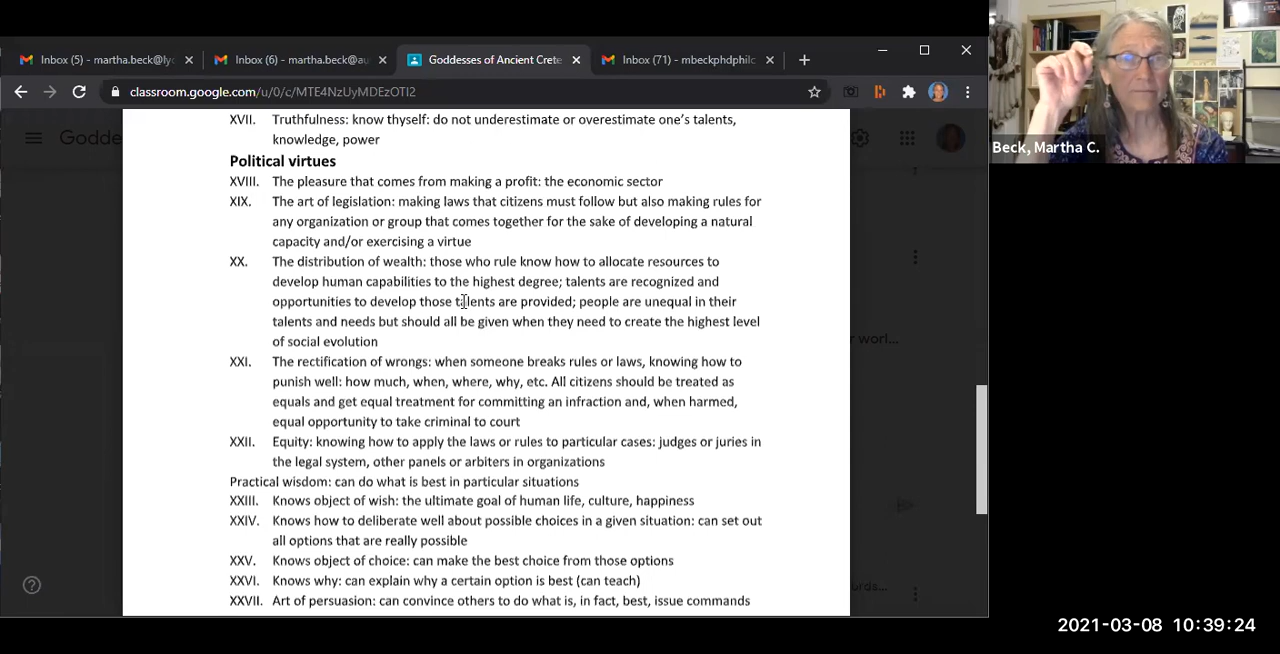 Inbox (5) - martha.beck@lyo
Inbox (6) - martha.beck@au
Goddesses of Ancient Crete
Inbox (71) - mbeckphdphilc
classroom.google.com/u/0/c/MTE4NzUyMDEzOTI2
Godde
XVII. Truthfulness: know thyself: do not underestimate or overestimate one's talents,
knowledge, power
Beck, Martha C.
Political virtues
XVIII. The pleasure that comes from making a profit: the economic sector
XIX. The art of legislation: making laws that citizens must follow but also making rules for
any organization or group that comes together for the sake of developing a natural
capacity and/or exercising a virtue
XX. The distribution of wealth: those who rule know how to allocate resources to
develop human capabilities to the highest degree; talents are recognized and
opportunities to develop those talents are provided; people are unequal in their
talents and needs but should all be given when they need to create the highest level
of social evolution
worl...
XXI. The rectification of wrongs: when someone breaks rules or laws, knowing how to
punish well: how much, when, where, why, etc. All citizens should be treated as
equals and get equal treatment for committing an infraction and, when harmed,
equal opportunity to take criminal to court
XXII. Equity: knowing how to apply the laws or rules to particular cases: judges or juries in
the legal system, other panels or arbiters in organizations
Practical wisdom: can do what is best in particular situations
XXIII. Knows object of wish: the ultimate goal of human life, culture, happiness
XXIV. Knows how to deliberate well about possible choices in a given situation: can set out
all options that are really possible
XXV. Knows object of choice: can make the best choice from those options
XXVI. Knows why: can explain why a certain option is best (can teach)
ords...
XXVII. Art of persuasion: can convince others to do what is, in fact, best, issue commands
2021-03-08 10:39:24